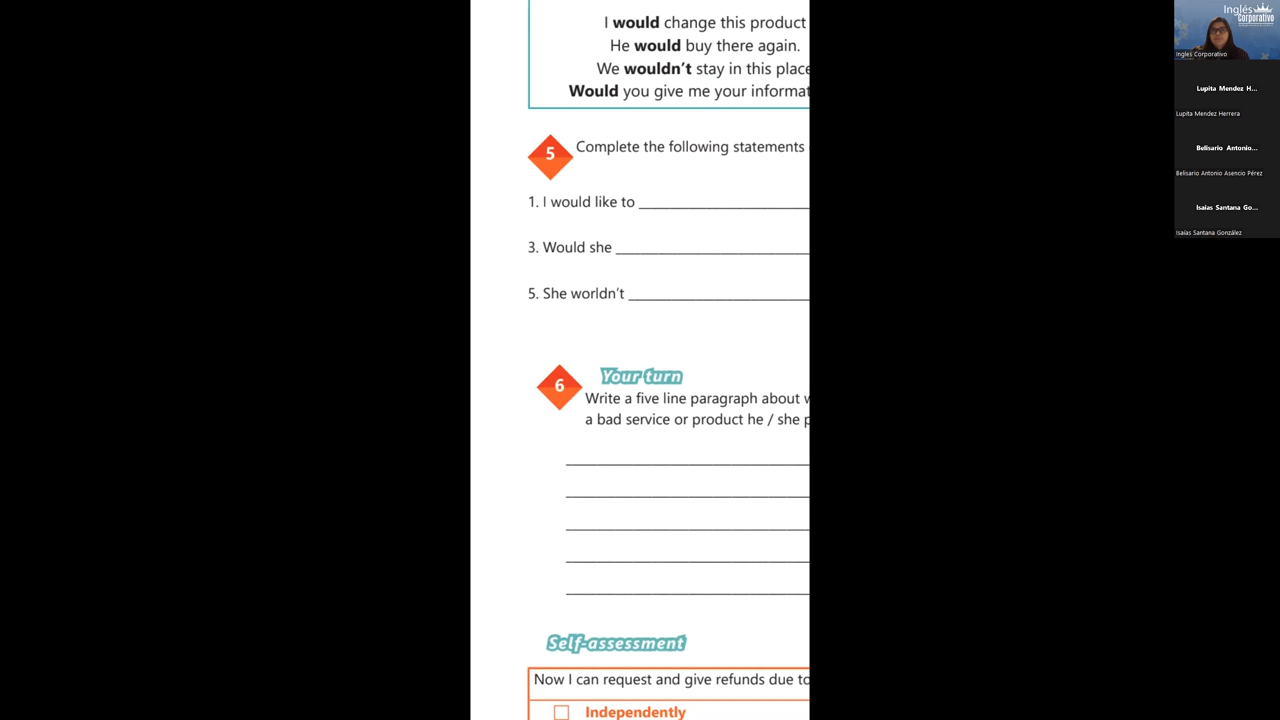 I would change this product
He would buy there again.
We wouldn't stay in this place
Would you give me your informat
5
Complete the following statements
1. I would like to
3. Would she
5. She worldn't
6
Your turn
Write a five line paragraph about w
a bad service or product he / she p
Self-assessment
Now I can request and give refunds due to
Independently
Inglés
Corporativo
Ingles Corporativo
Lupita Mendez H...
Lupita Mendez Herrera
Belisario Antonio...
Belisario Antonio Asencio Pérez
Isaías Santana Go...
Isaías Santana González